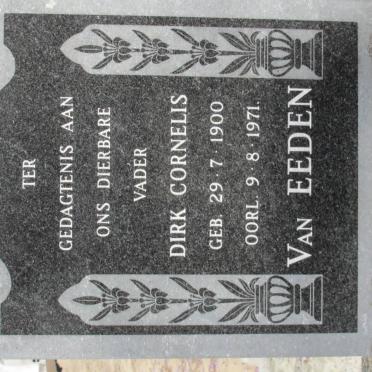 TER
GEDAGTENIS AAN
ONS DIERBARE
VADER
DIRK CORNELIS
GEB. 29·7·1900
OORL. 9·8·1971.
VAN EEDEN